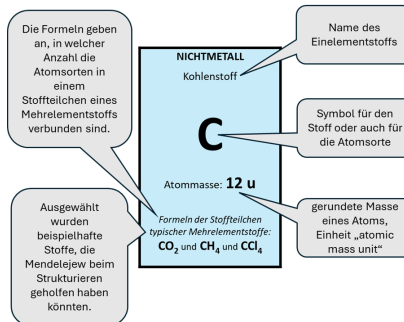 Die Formeln geben
an, in welcher
Anzahl die
Atomsorten in
einem
Stoffteilchen eines
Mehrelementstoffs
verbunden sind.
NICHTMETALL
Kohlenstoff
C
Atommasse: 12 u
Formeln der Stoffteilchen
typischer Mehrelementstoffe:
CO₂ und CH₄ und CCl₄
Name des
Einelementstoffs
Symbol für den
Stoff oder auch für
die Atomsorte
gerundete Masse
eines Atoms,
Einheit „atomic
mass unit“
Ausgewählt
wurden
beispielhafte
Stoffe, die
Mendelejew beim
Strukturieren
geholfen haben
könnten.